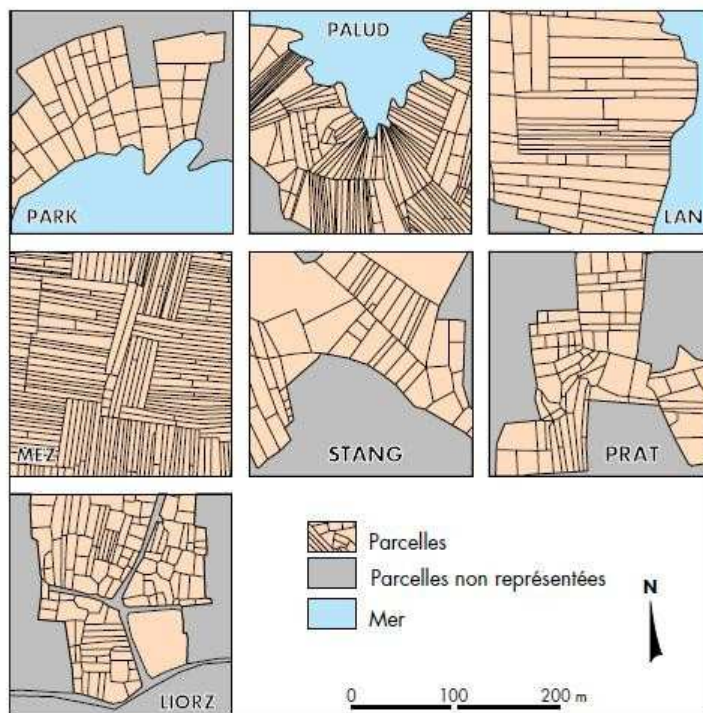 PALUD
PARK
LAN
MEZ
STANG
PRAT
LIORZ
Parcelles
Parcelles non représentées
Mer
N
0 100 200 m